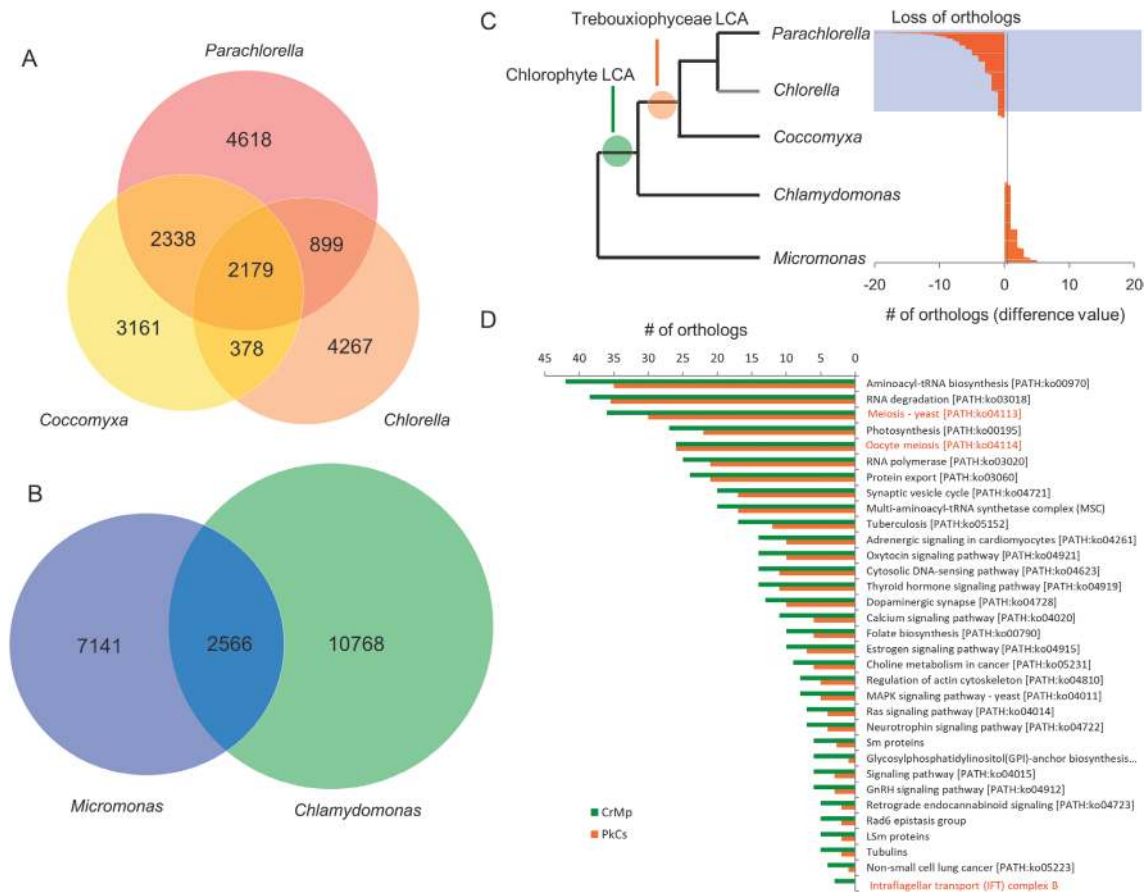 A
Parachlorella
4618
2338
2179
899
3161
378
4267
Coccomyxa
Chlorella
B
7141
2566
10768
Micromonas
Chlamydomonas
C
Trebouxiophyceae LCA
Chlorophyte LCA
Parachlorella
Chlorella
Coccomyxa
Chlamydomonas
Micromonas
Loss of orthologs
-20 -10 0 10 20
# of orthologs (difference value)
D
# of orthologs
45 40 35 30 25 20 15 10 5 0
Aminoacyl-tRNA biosynthesis [PATH:ko00970]
RNA degradation [PATH:ko03018]
Meiosis - yeast [PATH:ko04113]
Photosynthesis [PATH:ko00195]
Oocyte meiosis [PATH:ko04114]
RNA polymerase [PATH:ko03020]
Protein export [PATH:ko03060]
Synaptic vesicle cycle [PATH:ko04721]
Multi-aminoacyl-tRNA synthetase complex (MSC)
Tuberculosis [PATH:ko05152]
Adrenergic signaling in cardiomyocytes [PATH:ko04261]
Oxytocin signaling pathway [PATH:ko04921]
Cytosolic DNA-sensing pathway [PATH:ko04623]
Thyroid hormone signaling pathway [PATH:ko04919]
Dopaminergic synapse [PATH:ko04728]
Calcium signaling pathway [PATH:ko04020]
Folate biosynthesis [PATH:ko00790]
Estrogen signaling pathway [PATH:ko04915]
Choline metabolism in cancer [PATH:ko05231]
Regulation of actin cytoskeleton [PATH:ko04810]
MAPK signaling pathway - yeast [PATH:ko04011]
Ras signaling pathway [PATH:ko04014]
Neurotrophin signaling pathway [PATH:ko04722]
Sm proteins
Glycosylphosphatidylinositol(GPI)-anchor biosynthesis...
Signaling pathway [PATH:ko04015]
GnRH signaling pathway [PATH:ko04912]
Retrograde endocannabinoid signaling [PATH:ko04723]
Rad6 epistasis group
LSm proteins
Tubulins
Non-small cell lung cancer [PATH:ko05223]
Intraflagellar transport (IFT) complex B
CrMp
PkCs